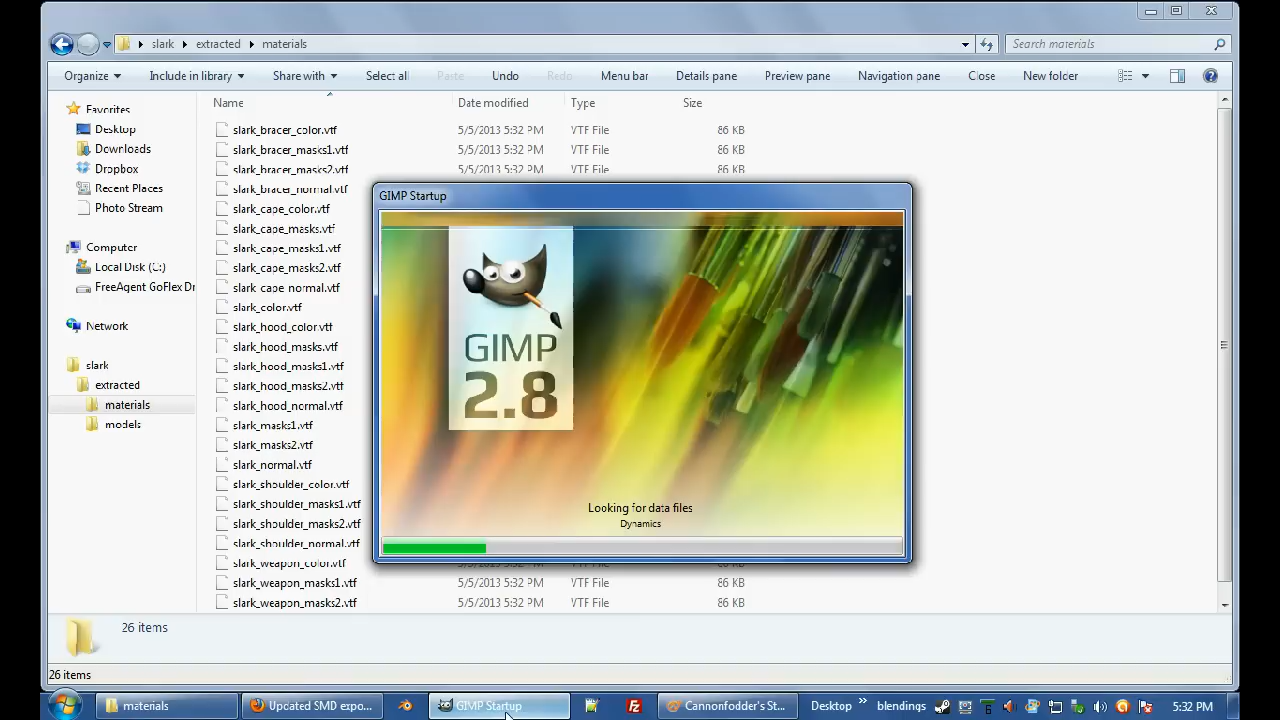 slark extracted materials Search materials
Organize Include in library Share with Select all Paste Undo Redo Menu bar Details pane Preview pane Navigation pane Close New folder
Favorites
Desktop
Downloads
Dropbox
Recent Places
Photo Stream
Computer
Local Disk (C:)
FreeAgent GoFlex Dr
Network
slark
extracted
materials
models
Name Date modified Type Size
slark_bracer_color.vtf 5/5/2013 5:32 PM VTF File 86 KB
slark_bracer_masks1.vtf 5/5/2013 5:32 PM VTF File 86 KB
slark_bracer_masks2.vtf 5/5/2013 5:32 PM VTF File 86 KB
slark_bracer_normal.vtf
slark_cape_color.vtf
slark_cape_masks.vtf
slark_cape_masks1.vtf
slark_cape_masks2.vtf
slark_cape_normal.vtf
slark_color.vtf
slark_hood_color.vtf
slark_hood_masks.vtf
slark_hood_masks1.vtf
slark_hood_masks2.vtf
slark_hood_normal.vtf
slark_masks1.vtf
slark_masks2.vtf
slark_normal.vtf
slark_shoulder_color.vtf
slark_shoulder_masks1.vtf
slark_shoulder_masks2.vtf
slark_shoulder_normal.vtf
slark_weapon_color.vtf
slark_weapon_masks1.vtf 5/5/2013 5:32 PM VTF File 86 KB
slark_weapon_masks2.vtf 5/5/2013 5:32 PM VTF File 86 KB
GIMP Startup
GIMP
2.8
Looking for data files
Dynamics
26 items
26 items
materials Updated SMD expo... GIMP Startup Cannonfodder's St... Desktop » blendings 5:32 PM